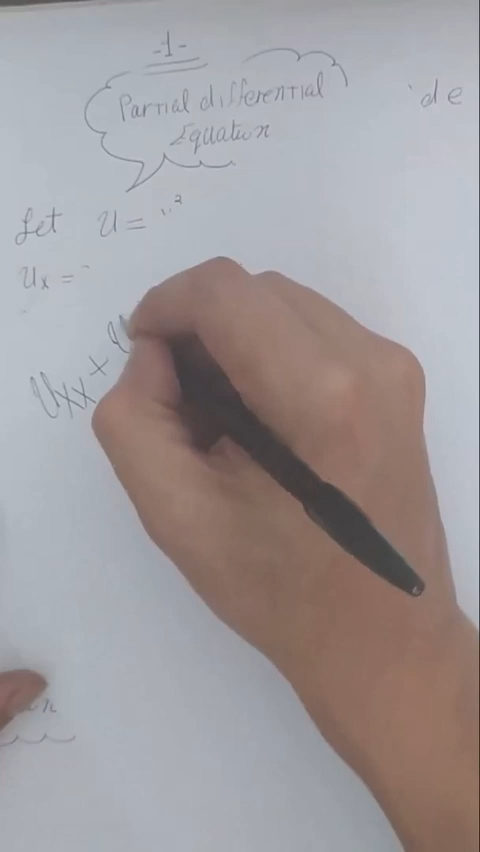 -1-
Partial differential
Equation
de
Let U =
Ux =
Uxx +